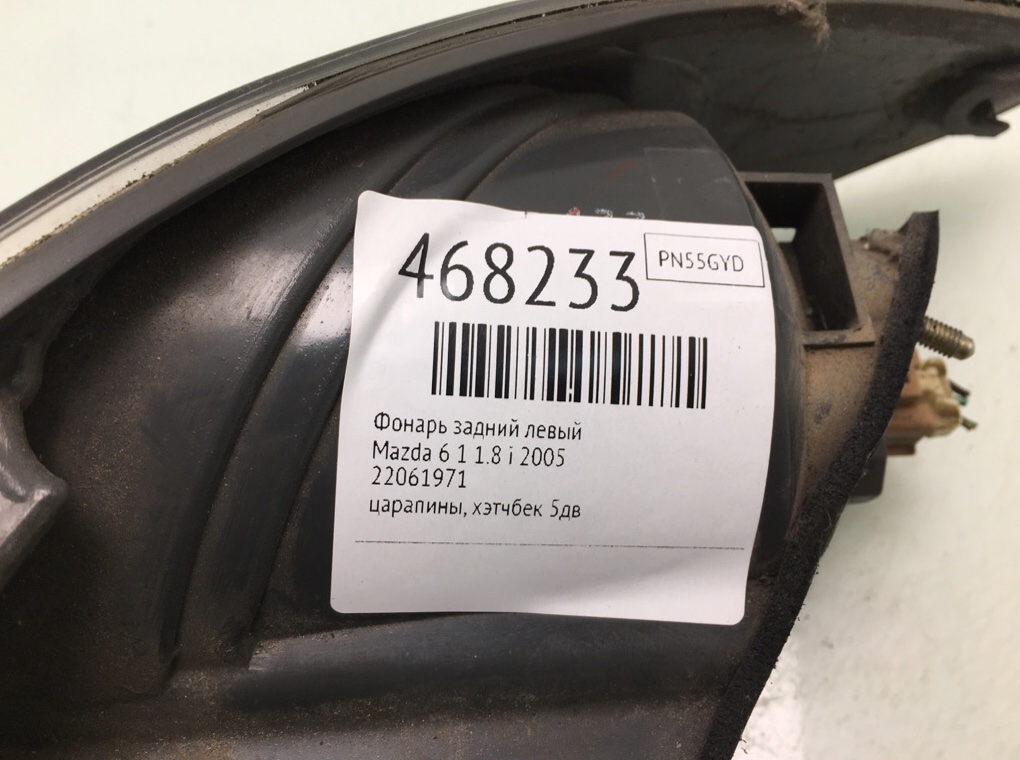 468233
PN55GYD
Фонарь задний левый
Mazda 6 1 1.8 i 2005
22061971
царапины, хэтчбек 5дв